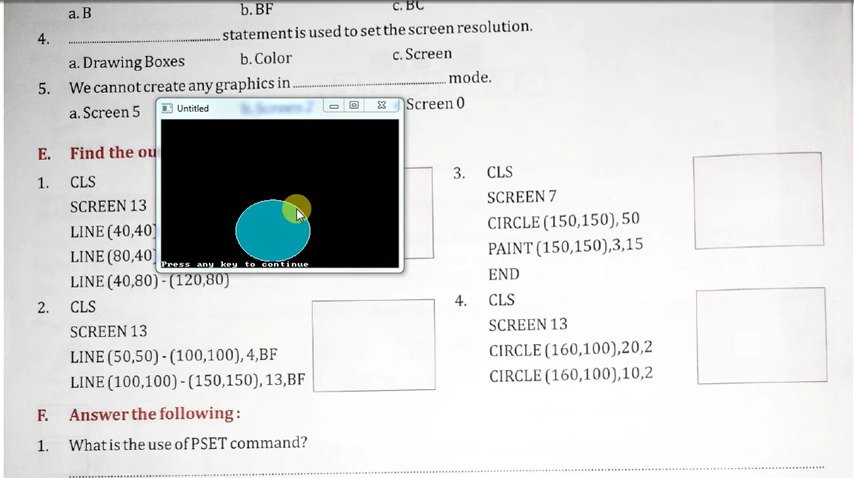 a. B
b. BF
c. BC
4. statement is used to set the screen resolution.
a. Drawing Boxes
b. Color
c. Screen
5. We cannot create any graphics in mode.
a. Screen 5
b. Screen 2
Screen 0
Untitled
Press any key to continue
E. Find the ou
1. CLS
SCREEN 13
LINE (40,40)
LINE (80,40)
LINE (40,80) - (120,80)
2. CLS
SCREEN 13
LINE (50,50) - (100,100), 4,BF
LINE (100,100) - (150,150), 13,BF
3. CLS
SCREEN 7
CIRCLE (150,150), 50
PAINT (150,150),3,15
END
4. CLS
SCREEN 13
CIRCLE (160,100),20,2
CIRCLE (160,100),10,2
F. Answer the following:
1. What is the use of PSET command?